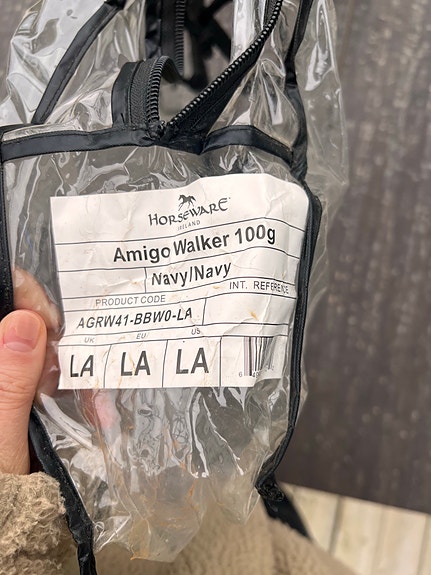 HORSEWARE
IRELAND
Amigo Walker 100g
Navy/Navy
PRODUCT CODE INT. REFERENCE
AGRW41-BBW0-LA
UK EU US
LA LA LA